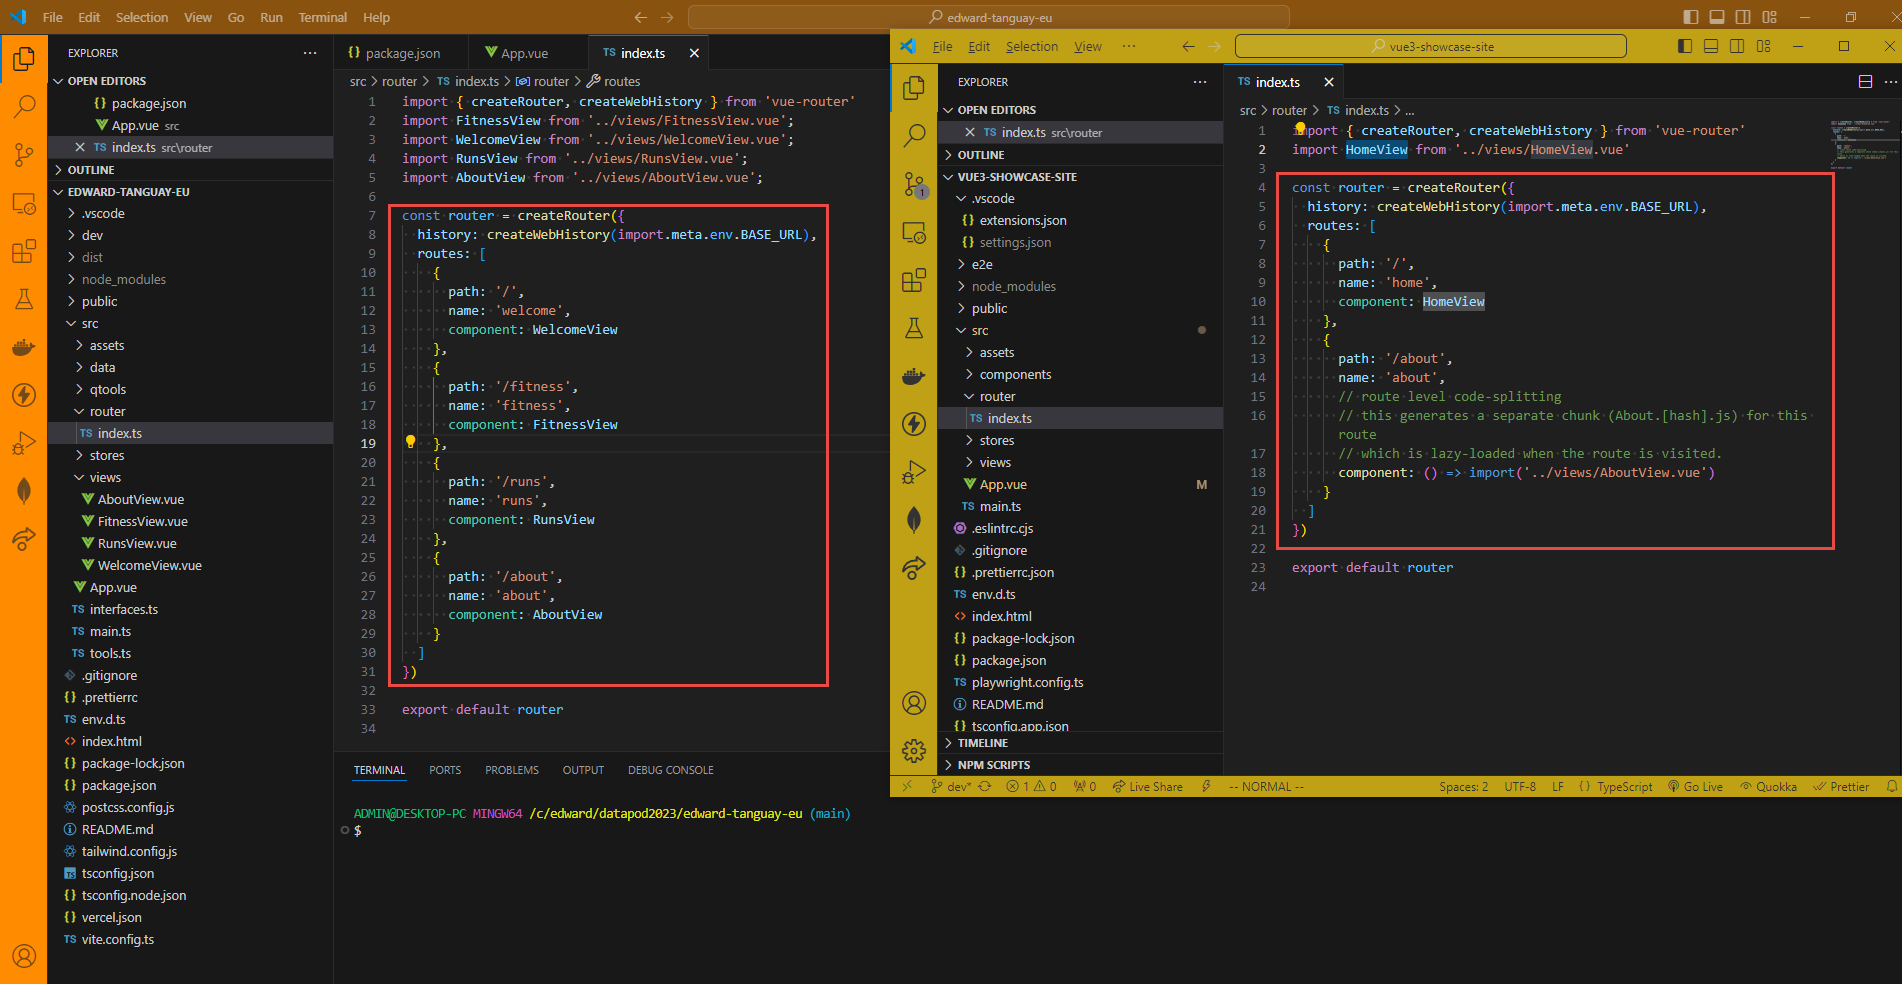 File Edit Selection View Go Run Terminal Help
edward-tanguay-eu
EXPLORER
OPEN EDITORS
{} package.json
App.vue src
TS index.ts src\router
OUTLINE
EDWARD-TANGUAY-EU
.vscode
dev
dist
node_modules
public
src
assets
data
qtools
router
TS index.ts
stores
views
AboutView.vue
FitnessView.vue
RunsView.vue
WelcomeView.vue
App.vue
TS interfaces.ts
TS main.ts
TS tools.ts
.gitignore
{} .prettierrc
TS env.d.ts
<> index.html
{} package-lock.json
{} package.json
postcss.config.js
README.md
tailwind.config.js
TS tsconfig.json
{} tsconfig.node.json
{} vercel.json
TS vite.config.ts
{} package.json
App.vue
TS index.ts
src > router > TS index.ts > router > routes
1 import { createRouter, createWebHistory } from 'vue-router'
2 import FitnessView from '../views/FitnessView.vue';
3 import WelcomeView from '../views/WelcomeView.vue';
4 import RunsView from '../views/RunsView.vue';
5 import AboutView from '../views/AboutView.vue';
6
7 const router = createRouter({
8 history: createWebHistory(import.meta.env.BASE_URL),
9 routes: [
10 {
11 path: '/',
12 name: 'welcome',
13 component: WelcomeView
14 },
15 {
16 path: '/fitness',
17 name: 'fitness',
18 component: FitnessView
19 },
20 {
21 path: '/runs',
22 name: 'runs',
23 component: RunsView
24 },
25 {
26 path: '/about',
27 name: 'about',
28 component: AboutView
29 }
30 ]
31 })
32
33 export default router
34
TERMINAL PORTS PROBLEMS OUTPUT DEBUG CONSOLE
ADMIN@DESKTOP-PC MINGW64 /c/edward/datapod2023/edward-tanguay-eu (main)
$
File Edit Selection View ···
vue3-showcase-site
EXPLORER
OPEN EDITORS
TS index.ts src\router
OUTLINE
VUE3-SHOWCASE-SITE
.vscode
{} extensions.json
{} settings.json
e2e
node_modules
public
src
assets
components
router
TS index.ts
stores
views
App.vue M
TS main.ts
.eslintrc.cjs
.gitignore
{} .prettierrc.json
TS env.d.ts
<> index.html
{} package-lock.json
{} package.json
TS playwright.config.ts
README.md
{} tsconfig.app.json
TIMELINE
NPM SCRIPTS
1
TS index.ts
src > router > TS index.ts > ...
1 import { createRouter, createWebHistory } from 'vue-router'
2 import HomeView from '../views/HomeView.vue'
3
4 const router = createRouter({
5 history: createWebHistory(import.meta.env.BASE_URL),
6 routes: [
7 {
8 path: '/',
9 name: 'home',
10 component: HomeView
11 },
12 {
13 path: '/about',
14 name: 'about',
15 // route level code-splitting
16 // this generates a separate chunk (About.[hash].js) for this
route
17 // which is lazy-loaded when the route is visited.
18 component: () => import('../views/AboutView.vue')
19 }
20 ]
21 })
22
23 export default router
24
dev* 1 0 0 Live Share -- NORMAL -- Spaces: 2 UTF-8 LF {} TypeScript Go Live Quokka Prettier